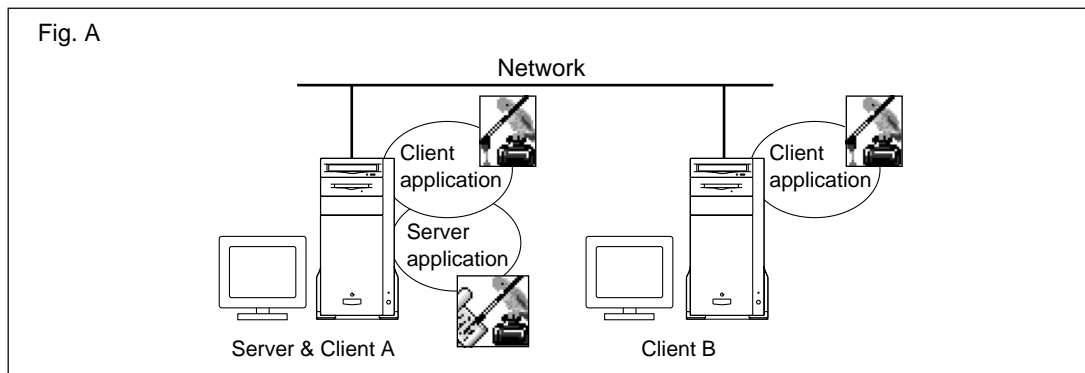 Fig. A
Network
Client
application
Client
application
Server
application
Server & Client A
Client B